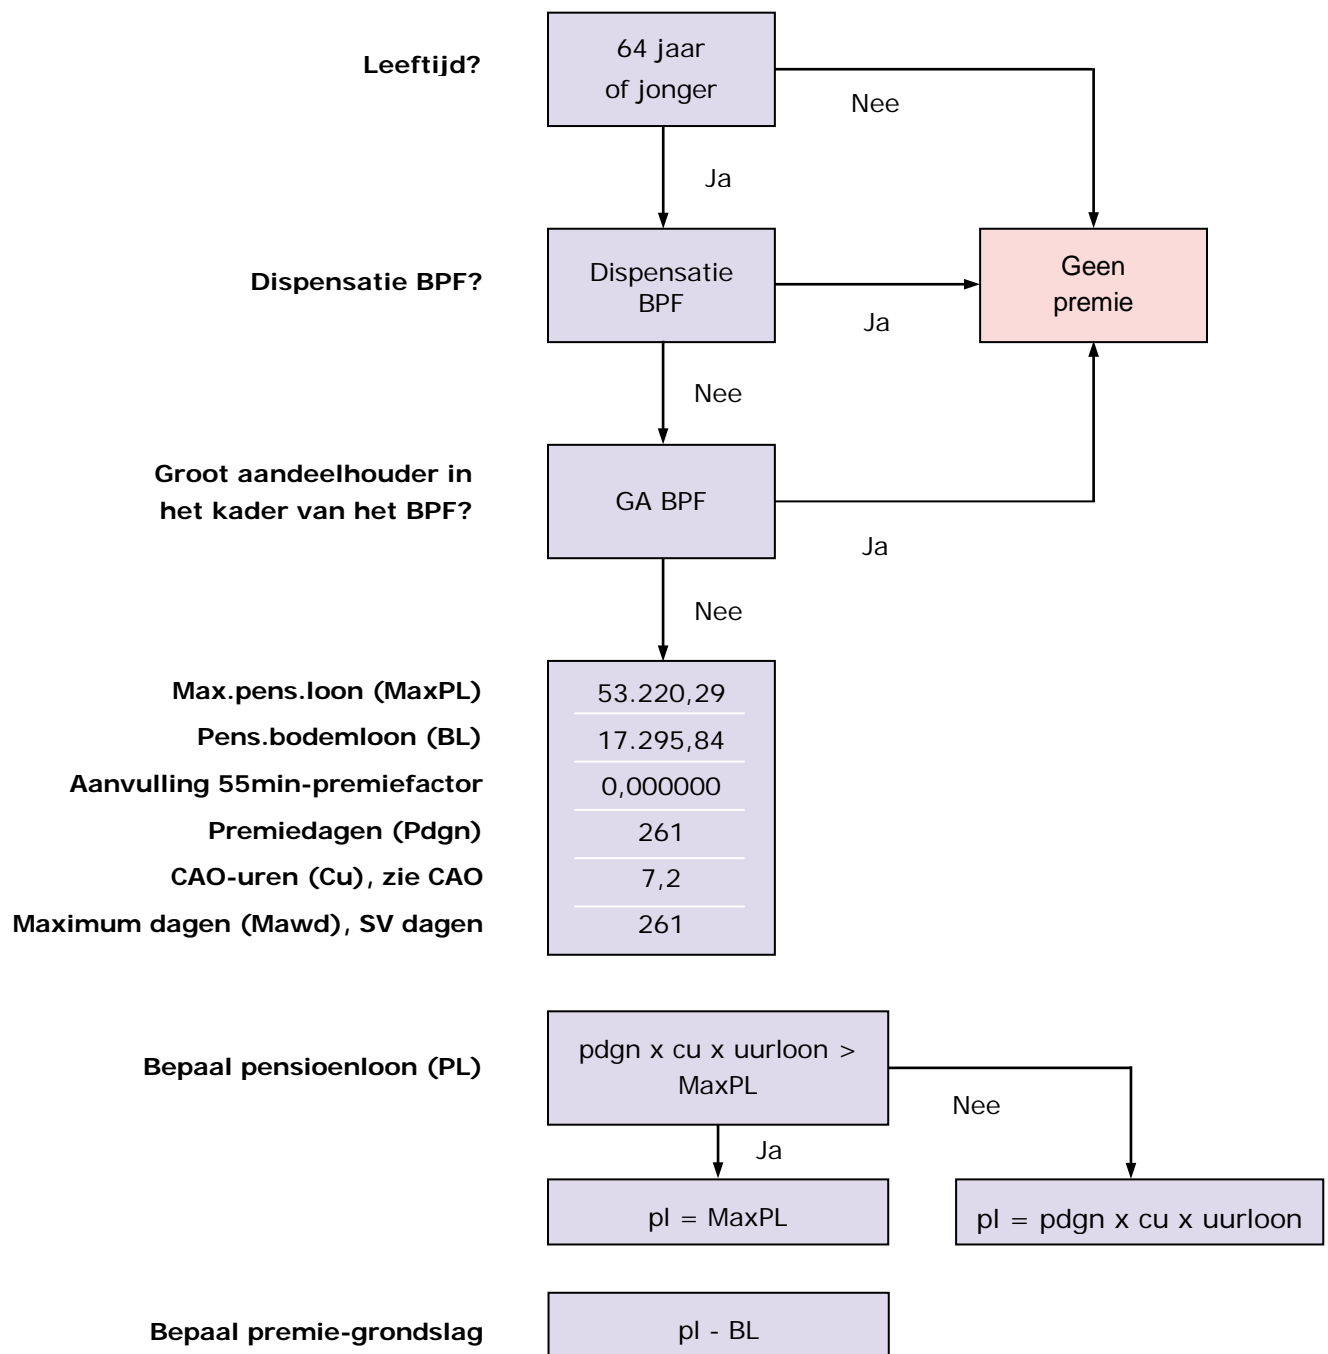 Leeftijd?
64 jaar
of jonger
Nee
Ja
Dispensatie BPF?
Dispensatie
BPF
Ja
Geen
premie
Nee
Groot aandeelhouder in
het kader van het BPF?
GA BPF
Ja
Nee
Max.pens.loon (MaxPL)
53.220,29
Pens.bodemloon (BL)
17.295,84
Aanvulling 55min-premiefactor
0,000000
Premiedagen (Pdgn)
261
CAO-uren (Cu), zie CAO
7,2
Maximum dagen (Mawd), SV dagen
261
Bepaal pensioenloon (PL)
pdgn x cu x uurloon >
MaxPL
Nee
Ja
pl = MaxPL
pl = pdgn x cu x uurloon
Bepaal premie-grondslag
pl - BL